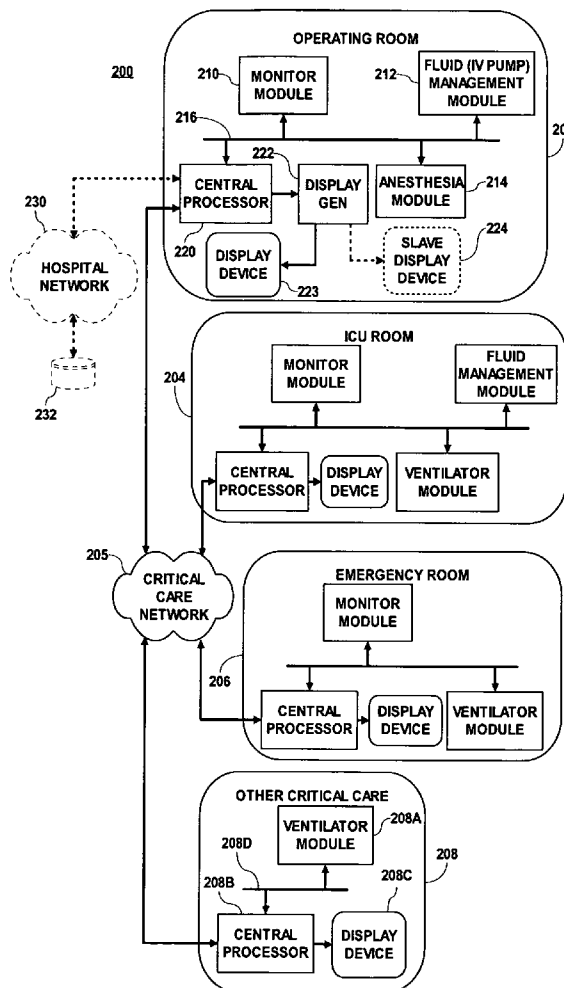 OPERATING ROOM
200
210
MONITOR
MODULE
212
FLUID (IV PUMP)
MANAGEMENT
MODULE
216
20
222
CENTRAL
PROCESSOR
220
DISPLAY
GEN
ANESTHESIA
MODULE
214
230
HOSPITAL
NETWORK
232
DISPLAY
DEVICE
223
SLAVE
DISPLAY
DEVICE
224
ICU ROOM
204
MONITOR
MODULE
FLUID
MANAGEMENT
MODULE
CENTRAL
PROCESSOR
DISPLAY
DEVICE
VENTILATOR
MODULE
205
CRITICAL
CARE
NETWORK
EMERGENCY ROOM
MONITOR
MODULE
206
CENTRAL
PROCESSOR
DISPLAY
DEVICE
VENTILATOR
MODULE
OTHER CRITICAL CARE
VENTILATOR
MODULE
208A
208D
208B
208C
208
CENTRAL
PROCESSOR
DISPLAY
DEVICE